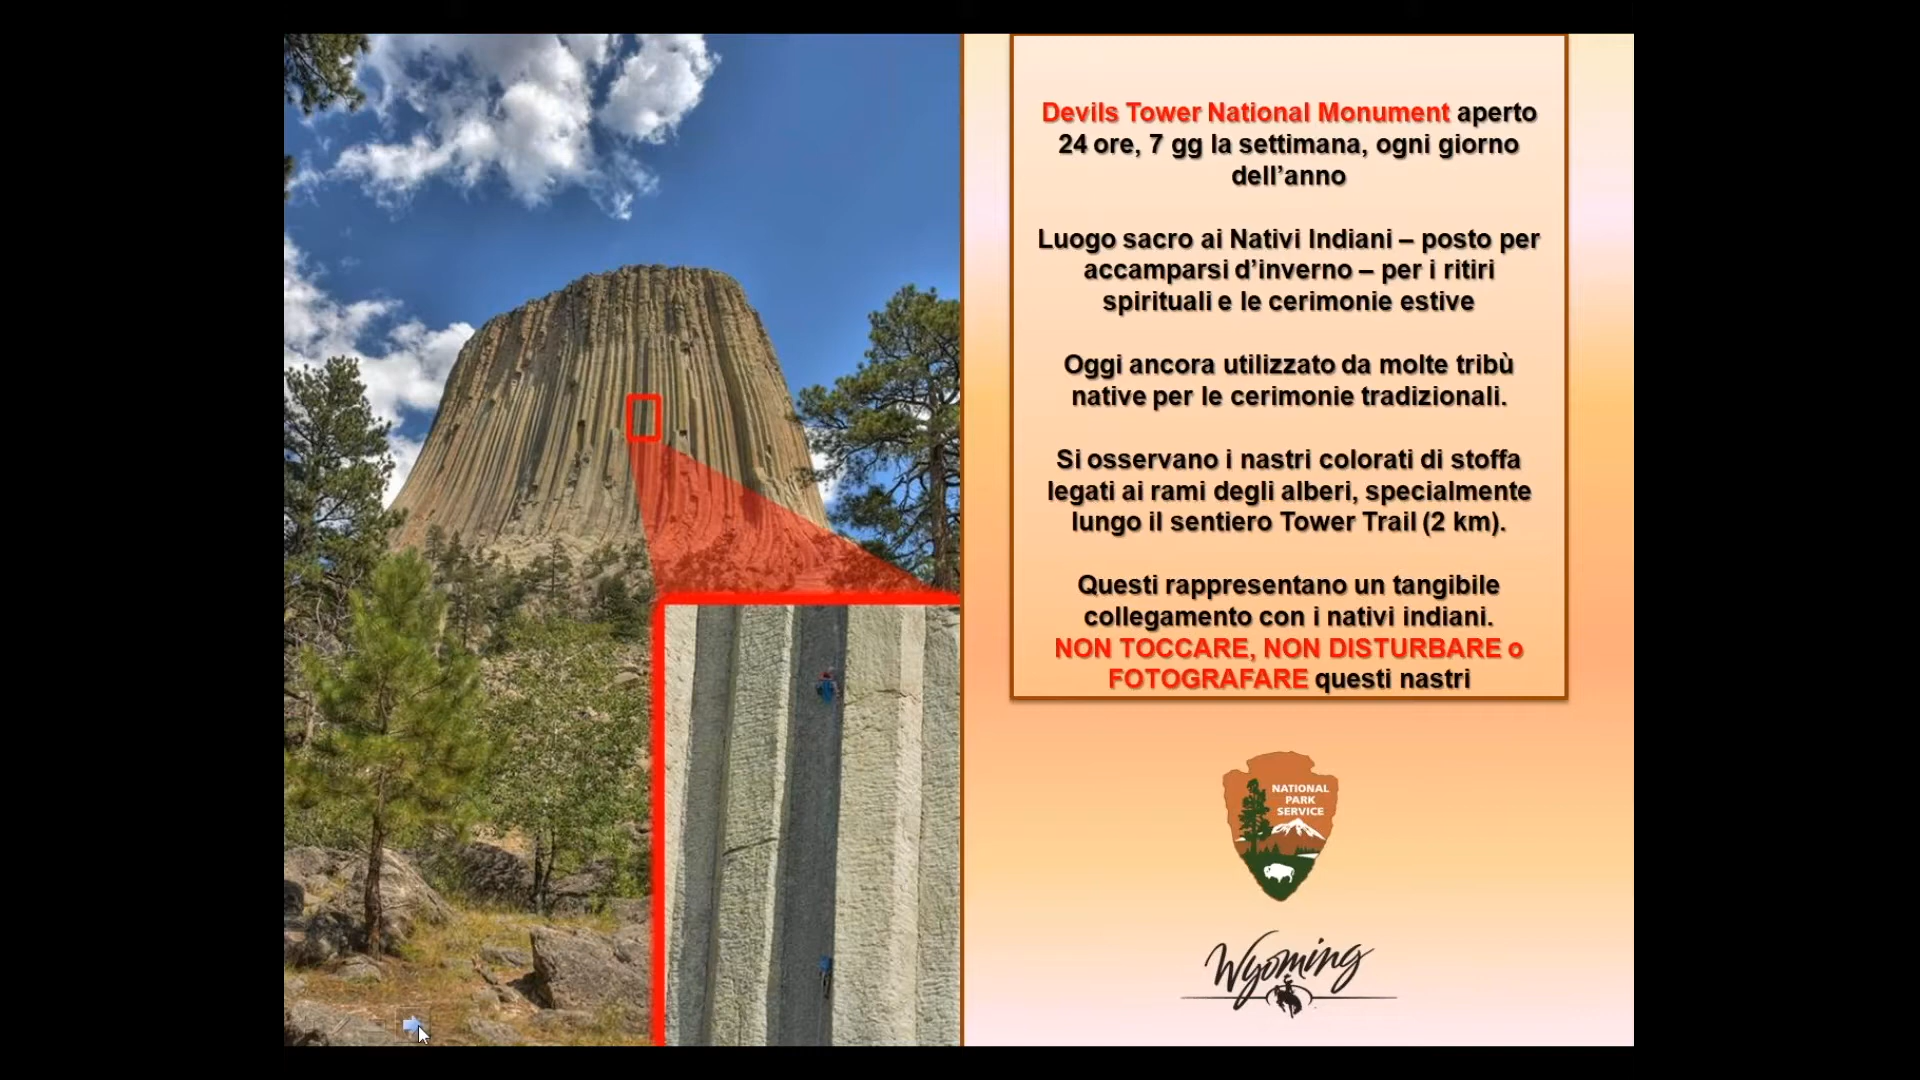 Devils Tower National Monument aperto
24 ore, 7 gg la settimana, ogni giorno
dell’anno
Luogo sacro ai Nativi Indiani – posto per
accamparsi d’inverno – per i ritiri
spirituali e le cerimonie estive
Oggi ancora utilizzato da molte tribù
native per le cerimonie tradizionali.
Si osservano i nastri colorati di stoffa
legati ai rami degli alberi, specialmente
lungo il sentiero Tower Trail (2 km).
Questi rappresentano un tangibile
collegamento con i nativi indiani.
NON TOCCARE, NON DISTURBARE o
FOTOGRAFARE questi nastri
NATIONAL
PARK
SERVICE
Wyoming